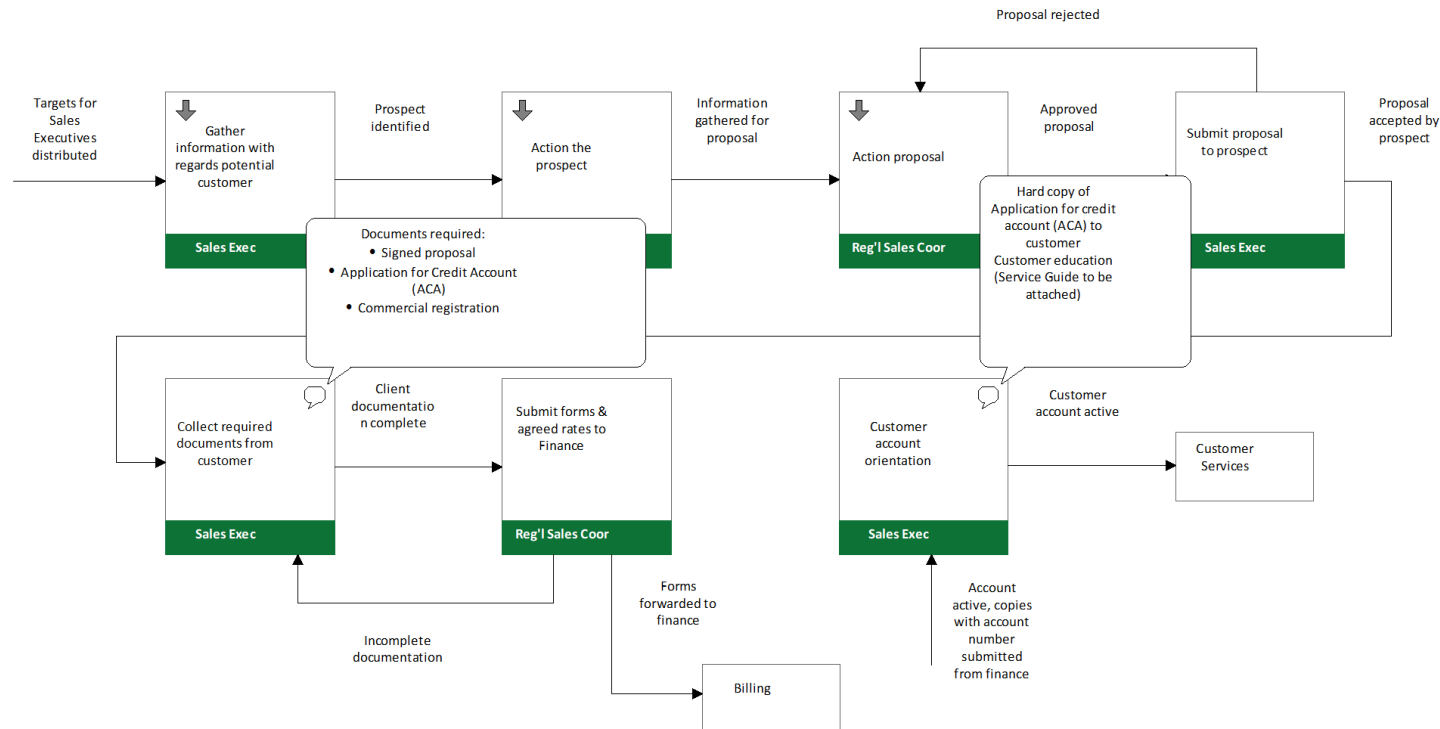 Proposal rejected
Targets for
Sales
Executives
distributed
Gather
information with
regards potential
customer
Sales Exec
Prospect
identified
Action the
prospect
Information
gathered for
proposal
Action proposal
Reg'l Sales Coor
Approved
proposal
Submit proposal
to prospect
Sales Exec
Proposal
accepted by
prospect
Documents required:
• Signed proposal
• Application for Credit Account
(ACA)
• Commercial registration
Hard copy of
Application for credit
account (ACA) to
customer
Customer education
(Service Guide to be
attached)
Collect required
documents from
customer
Sales Exec
Client
documentatio
n complete
Submit forms &
agreed rates to
Finance
Reg'l Sales Coor
Customer
account
orientation
Sales Exec
Customer
account active
Customer
Services
Incomplete
documentation
Forms
forwarded to
finance
Billing
Account
active, copies
with account
number
submitted
from finance